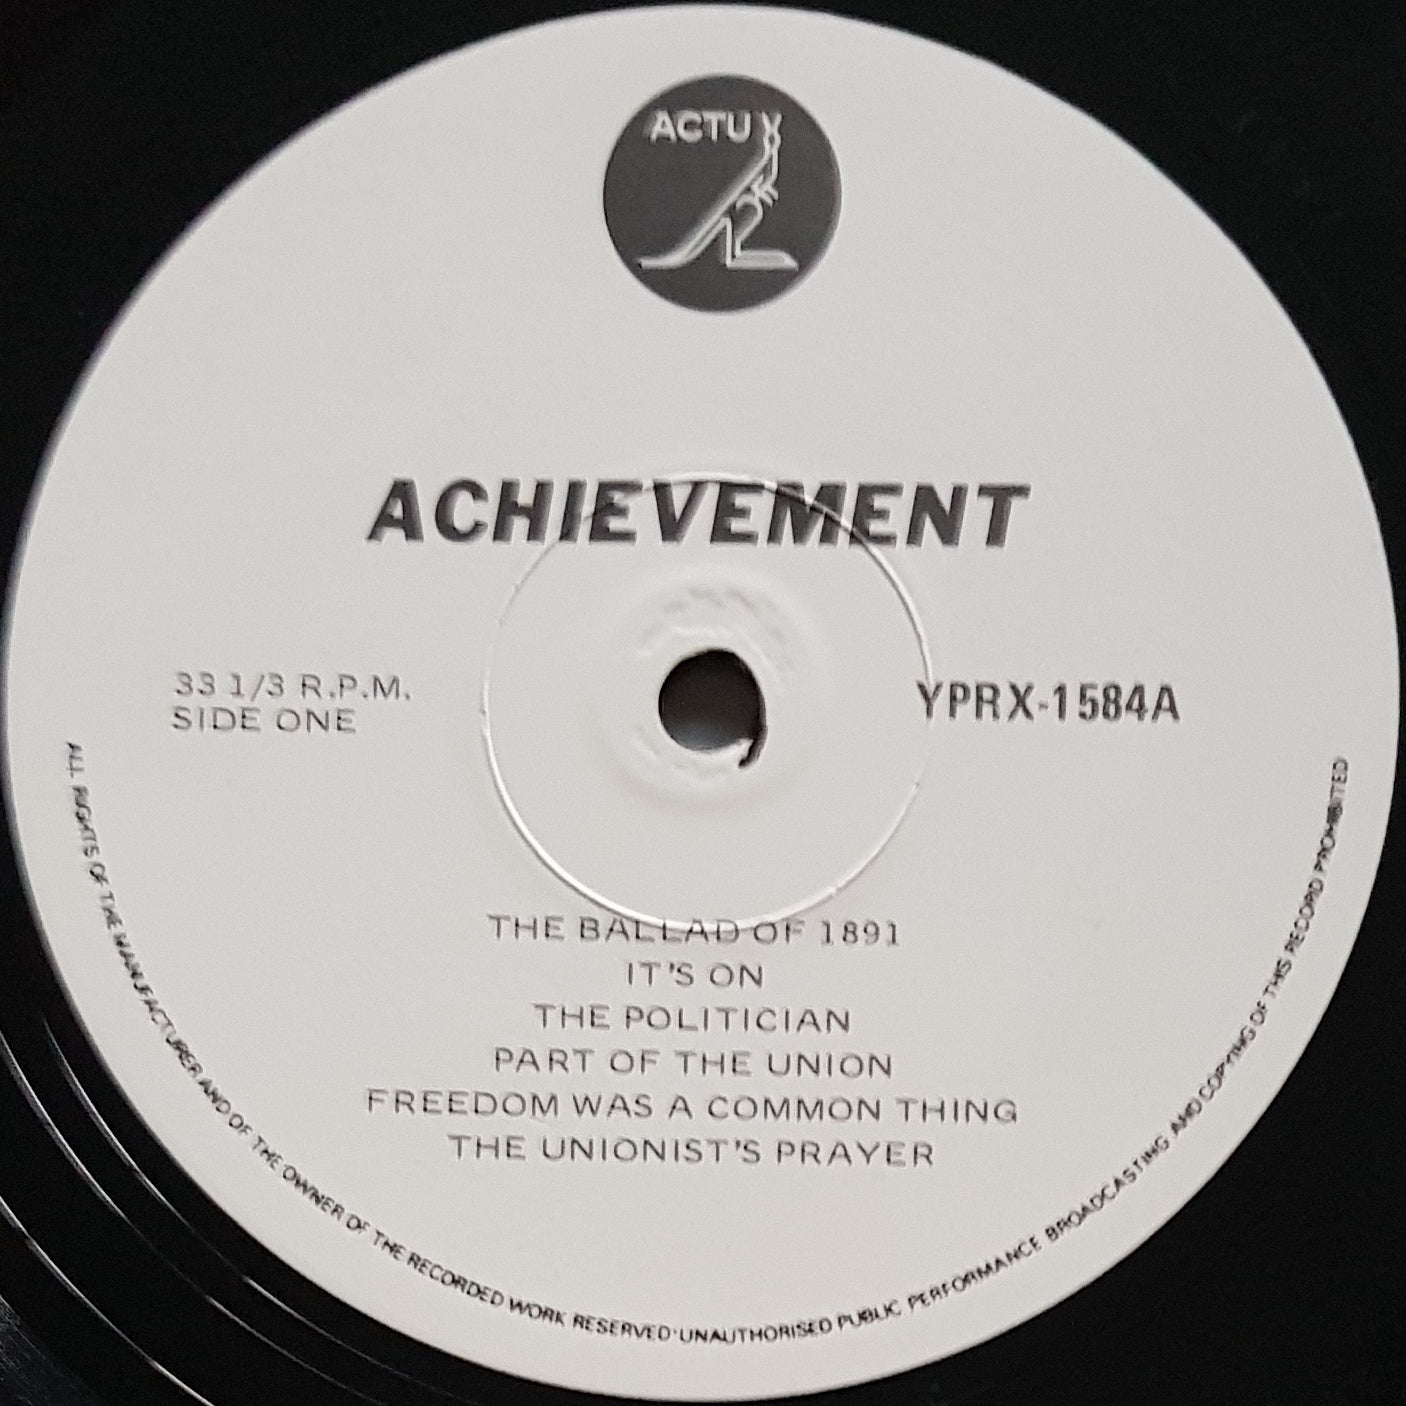 ACTU
ACHIEVEMENT
33 1/3 R.P.M.
SIDE ONE
YPRX-1584A
THE BALLAD OF 1891
IT'S ON
THE POLITICIAN
PART OF THE UNION
FREEDOM WAS A COMMON THING
THE UNIONIST'S PRAYER
ALL RIGHTS OF THE MANUFACTURER AND OF THE OWNER OF THE RECORDED WORK RESERVED·UNAUTHORISED PUBLIC PERFORMANCE BROADCASTING AND COPYING OF THIS RECORD PROHIBITED